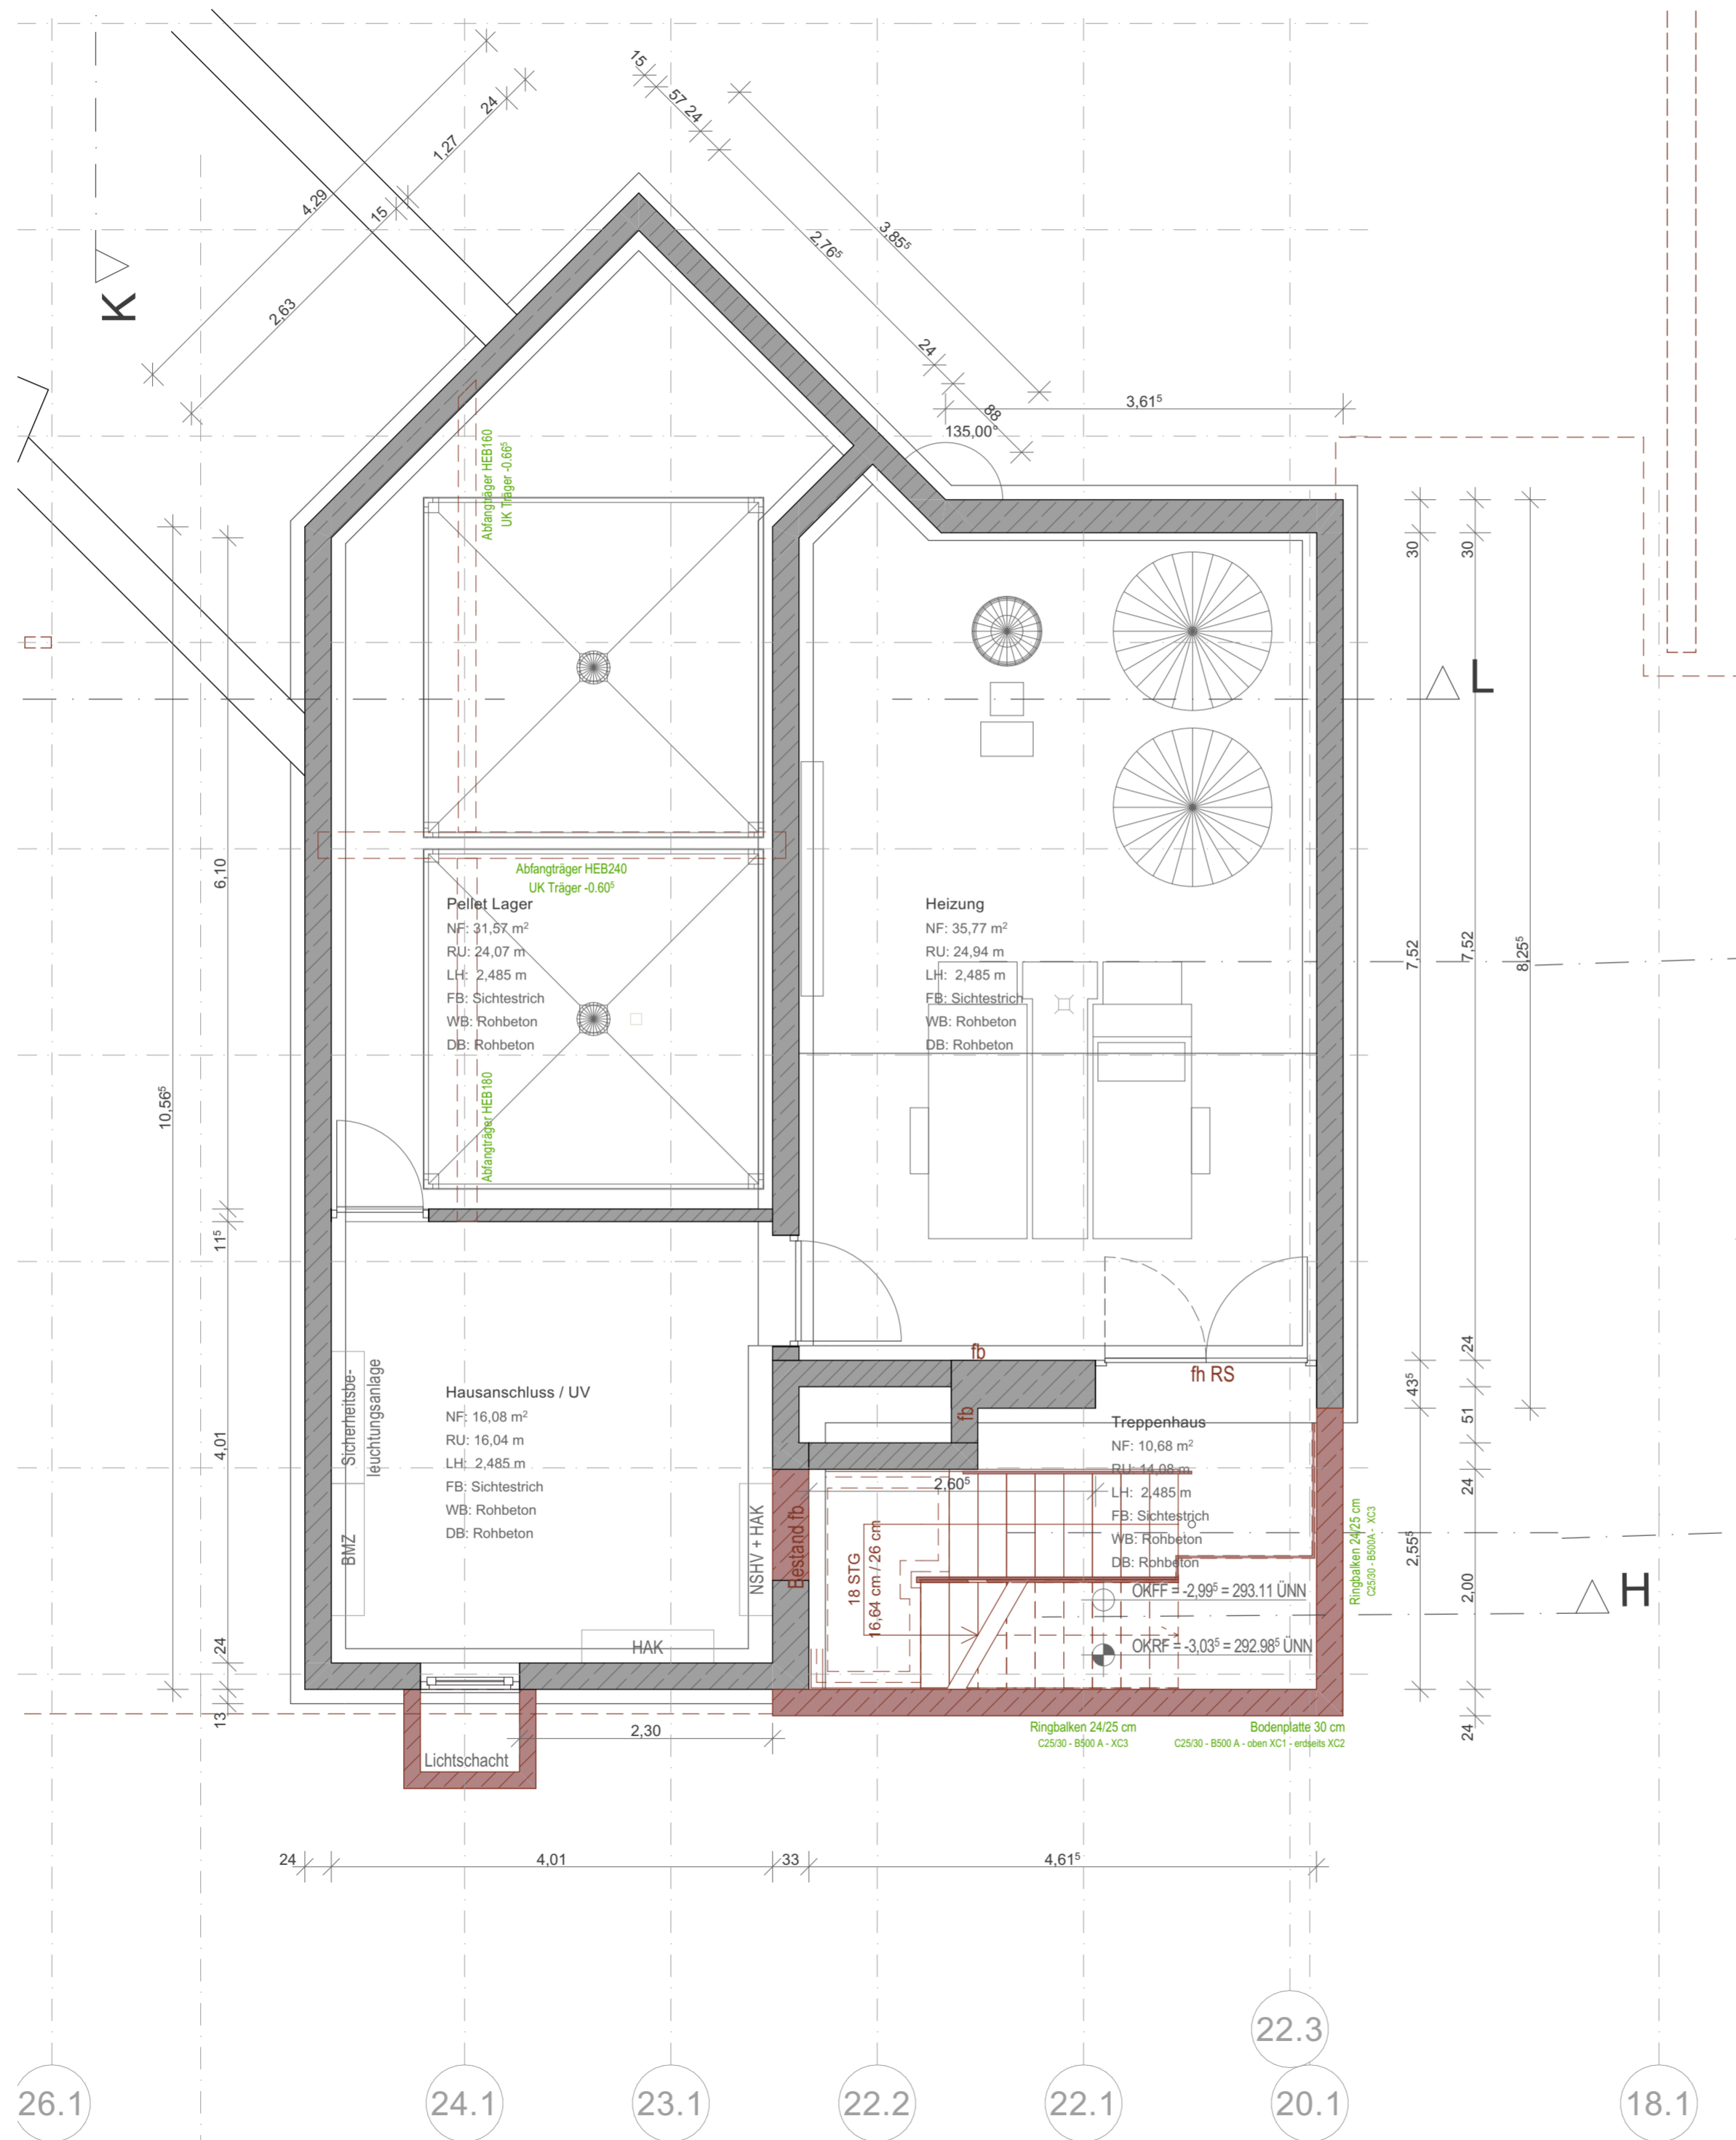 K
4,29
2,63
15
1,27
24
15
57
24
2,76⁵
3,85⁵
24
88
3,61⁵
135,00°
Abfangträger HEB160
UK Träger -0.66⁵
30
30
L
Abfangträger HEB240
UK Träger -0.60⁵
Pellet Lager
NF: 31,57 m²
RU: 24,07 m
LH: 2,485 m
FB: Sichtestrich
WB: Rohbeton
DB: Rohbeton
Heizung
NF: 35,77 m²
RU: 24,94 m
LH: 2,485 m
FB: Sichtestrich
WB: Rohbeton
DB: Rohbeton
6,10
7,52
7,52
8,25⁵
10,56⁵
Abfangträger HEB180
11⁵
4,01
24
13
fb
fh RS
fb
24
43⁵
51
24
2,55⁵
2,00
24
Sicherheitsbe-
leuchtungsanlage
BMZ
Hausanschluss / UV
NF: 16,08 m²
RU: 16,04 m
LH: 2,485 m
FB: Sichtestrich
WB: Rohbeton
DB: Rohbeton
NSHV + HAK
HAK
Bestand fb
2,60⁵
18 STG
16,64 cm / 26 cm
Treppenhaus
NF: 10,68 m²
RU: 14,08 m
LH: 2,485 m
FB: Sichtestrich
WB: Rohbeton
DB: Rohbeton
OKFF = -2,99⁵ = 293.11 ÜNN
OKRF = -3,03⁵ = 292.98⁵ ÜNN
Ringbalken 24/25 cm
C25/30 - B500A - XC3
H
Ringbalken 24/25 cm
C25/30 - B500 A - XC3
Bodenplatte 30 cm
C25/30 - B500 A - oben XC1 - erdseits XC2
2,30
Lichtschacht
24
4,01
33
4,61⁵
22.3
26.1
24.1
23.1
22.2
22.1
20.1
18.1